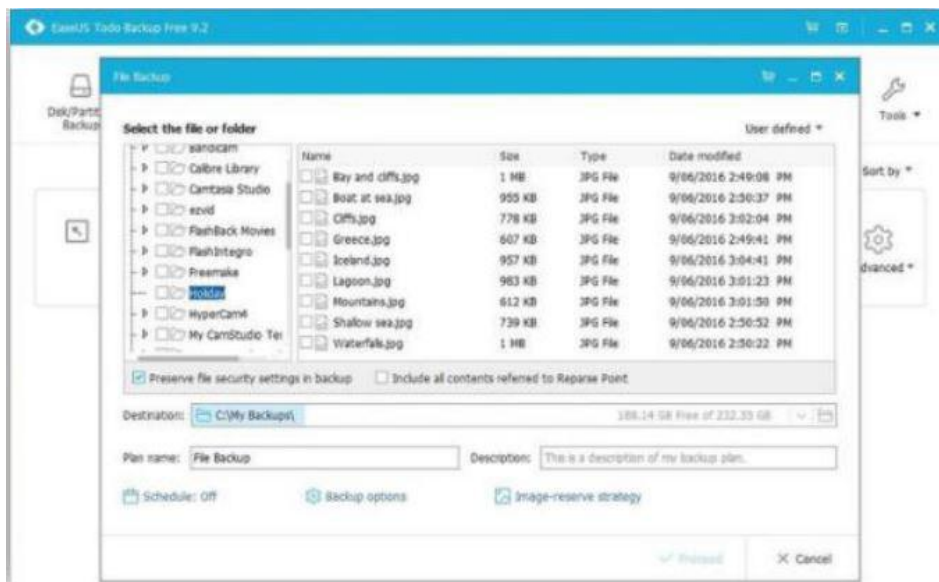 EaseUS Todo Backup Free 9.2
File Backup
Disk/Partit
Backup
Tools
Select the file or folder
User defined
Sort by
Bandicam
Calibre Library
Camtasia Studio
ezvid
FlashBack Movies
FlashIntegro
Freemake
Holiday
HyperCam4
My CamStudio Te
Name Size Type Date modified
Bay and cliffs.jpg 1 MB JPG File 9/06/2016 2:49:08 PM
Boat at sea.jpg 955 KB JPG File 9/06/2016 2:50:37 PM
Cliffs.jpg 778 KB JPG File 9/06/2016 3:02:04 PM
Greece.jpg 607 KB JPG File 9/06/2016 2:49:41 PM
Iceland.jpg 957 KB JPG File 9/06/2016 3:04:41 PM
Lagoon.jpg 983 KB JPG File 9/06/2016 3:01:23 PM
Mountains.jpg 612 KB JPG File 9/06/2016 3:01:50 PM
Shallow sea.jpg 739 KB JPG File 9/06/2016 2:50:52 PM
Waterfalls.jpg 1 MB JPG File 9/06/2016 2:50:22 PM
dvanced
Preserve file security settings in backup Include all contents referred to Reparse Point
Destination: C:\My Backups\ 188.14 GB Free of 232.33 GB
Plan name: File Backup Description: This is a description of my backup plan.
Schedule: Off Backup options Image-reserve strategy
Proceed Cancel